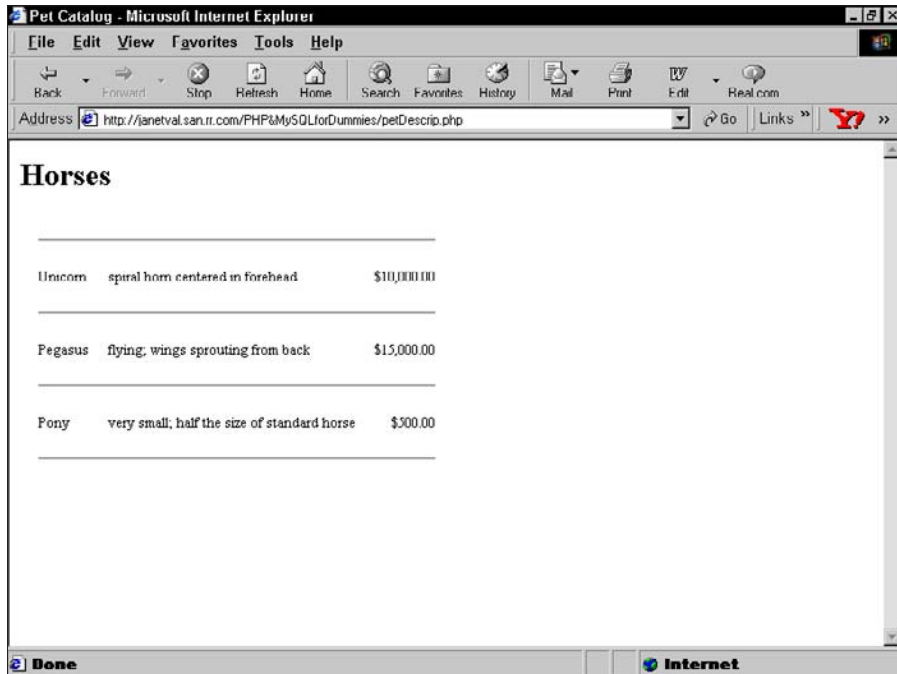 Pet Catalog - Microsoft Internet Explorer
File Edit View Favorites Tools Help
Back Forward Stop Refresh Home Search Favorites History Mail Print Edit Real.com
Address http://janetval.san.rr.com/PHP&MySQLforDummies/petDescrip.php Go Links »
Y! »
Horses
Unicorn spiral horn centered in forehead $10,000.00
Pegasus flying; wings sprouting from back $15,000.00
Pony very small; half the size of standard horse $500.00
Done Internet